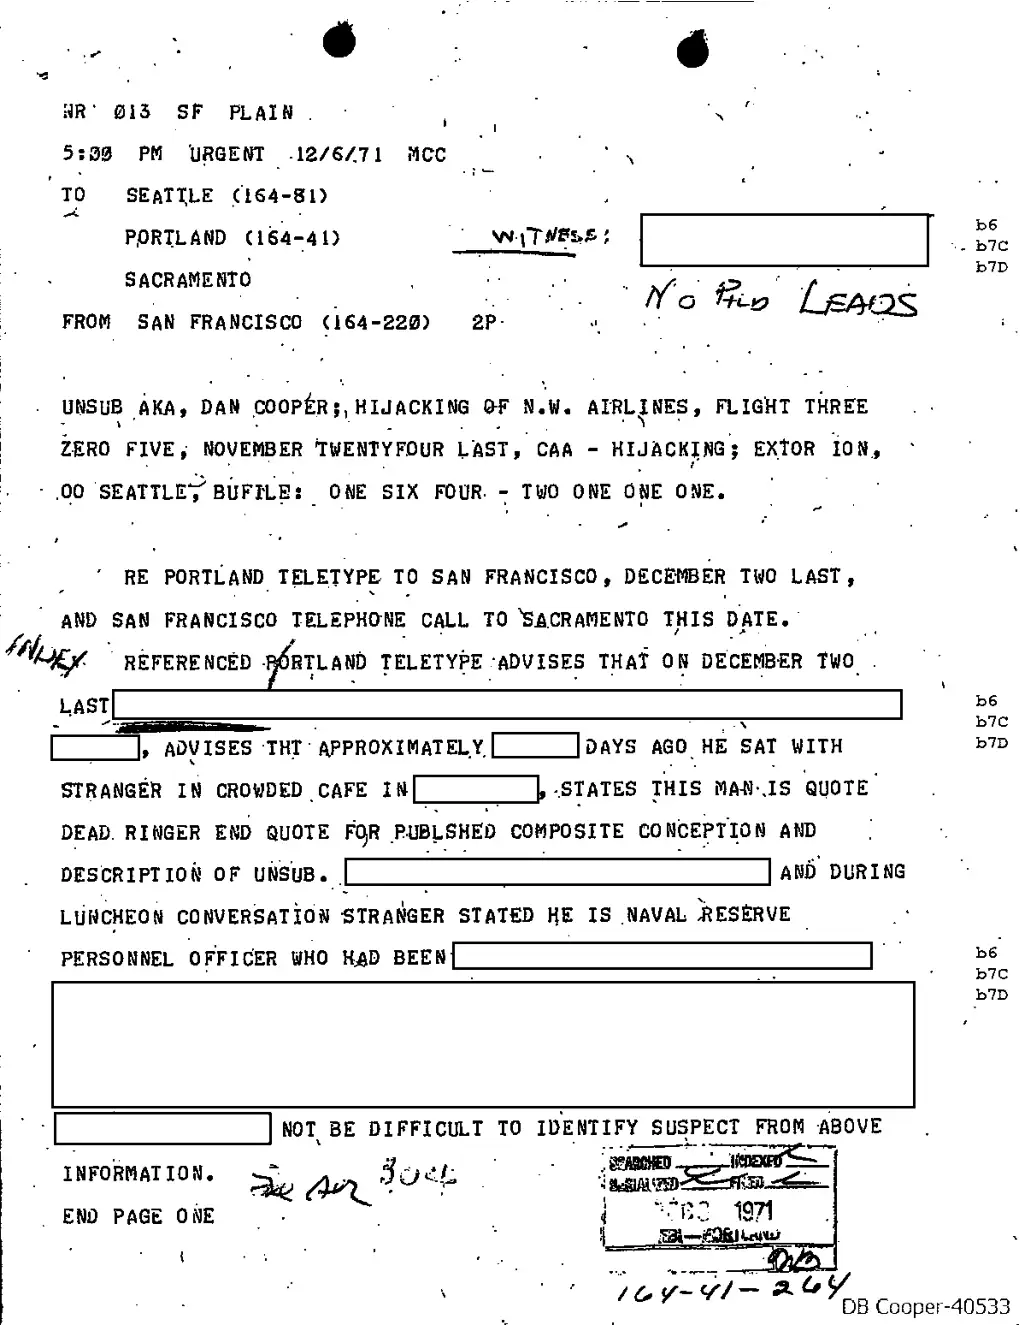 NR 013 SF PLAIN
5:00 PM URGENT 12/6/71 MCC
TO SEATTLE (164-81)
PORTLAND (164-41)
WITNESS:
b6
b7C
b7D
SACRAMENTO
NO PTLD LEADS
FROM SAN FRANCISCO (164-220) 2P
UNSUB AKA, DAN COOPER; HIJACKING OF N.W. AIRLINES, FLIGHT THREE
ZERO FIVE, NOVEMBER TWENTYFOUR LAST, CAA - HIJACKING; EXTOR ION,
OO SEATTLE, BUFILE: ONE SIX FOUR - TWO ONE ONE ONE.
RE PORTLAND TELETYPE TO SAN FRANCISCO, DECEMBER TWO LAST,
AND SAN FRANCISCO TELEPHONE CALL TO SACRAMENTO THIS DATE.
INDEX
REFERENCED PORTLAND TELETYPE ADVISES THAT ON DECEMBER TWO
LAST
b6
b7C
b7D
, ADVISES THT APPROXIMATELY DAYS AGO HE SAT WITH
STRANGER IN CROWDED CAFE IN , STATES THIS MAN IS QUOTE
DEAD RINGER END QUOTE FOR PUBLSHED COMPOSITE CONCEPTION AND
DESCRIPTION OF UNSUB. AND DURING
LUNCHEON CONVERSATION STRANGER STATED HE IS NAVAL RESERVE
PERSONNEL OFFICER WHO HAD BEEN
b6
b7C
b7D
NOT BE DIFFICULT TO IDENTIFY SUSPECT FROM ABOVE
INFORMATION.
END PAGE ONE
SEARCHED INDEXED
SERIALIZED FILED
1971
FBI—PORTLAND
164-41-264
DB Cooper-40533